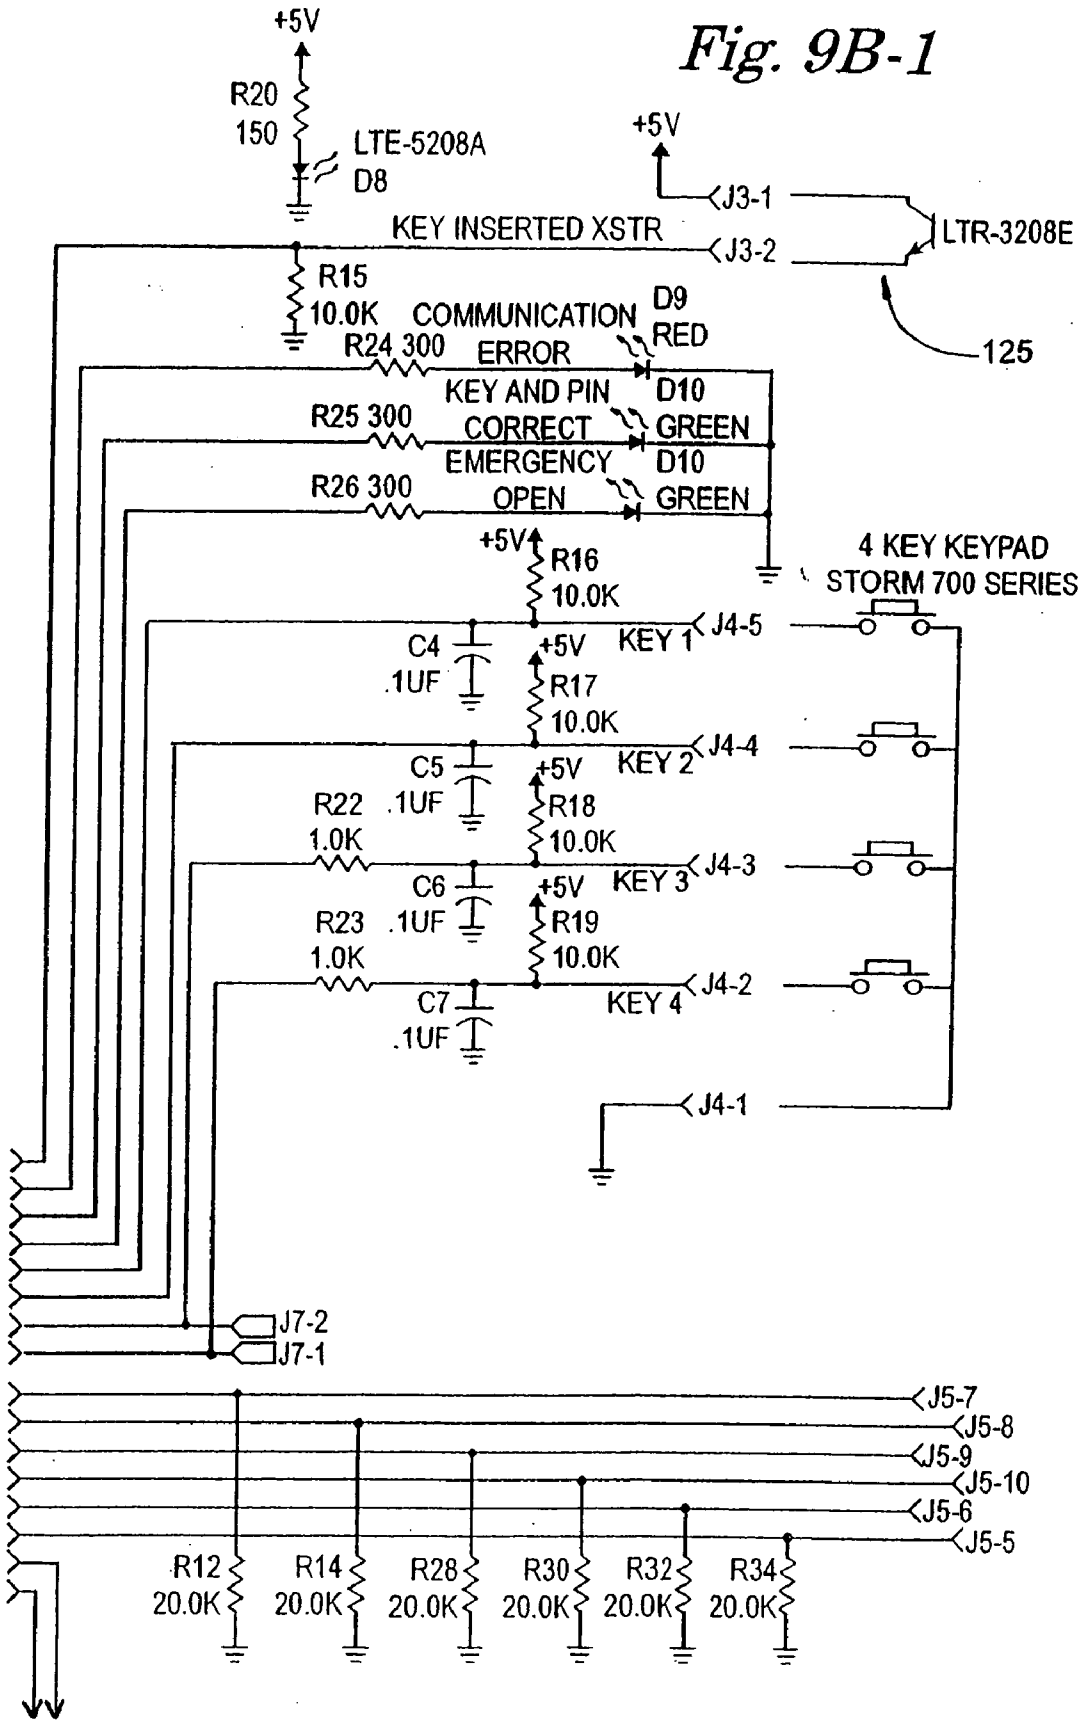 Fig. 9B-1
+5V
R20
150
LTE-5208A
D8
+5V
J3-1
LTR-3208E
KEY INSERTED XSTR
J3-2
R15
10.0K
125
COMMUNICATION
ERROR
D9
RED
R24 300
KEY AND PIN
CORRECT
D10
GREEN
R25 300
EMERGENCY
OPEN
D10
GREEN
R26 300
4 KEY KEYPAD
STORM 700 SERIES
+5V
R16
10.0K
C4
.1UF
KEY 1
J4-5
+5V
R17
10.0K
C5
.1UF
KEY 2
J4-4
+5V
R18
10.0K
R22
1.0K
C6
.1UF
KEY 3
J4-3
+5V
R19
10.0K
R23
1.0K
C7
.1UF
KEY 4
J4-2
J4-1
J7-2
J7-1
J5-7
J5-8
J5-9
J5-10
J5-6
J5-5
R12
20.0K
R14
20.0K
R28
20.0K
R30
20.0K
R32
20.0K
R34
20.0K